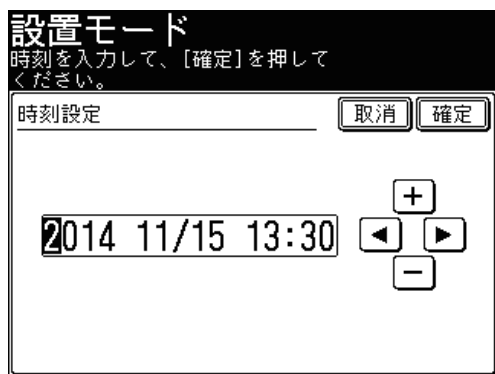 設置モード
時刻を入力して、[確定]を押して
ください。
時刻設定
取消
確定
2014 11/15 13:30
+
◀ ▶
−